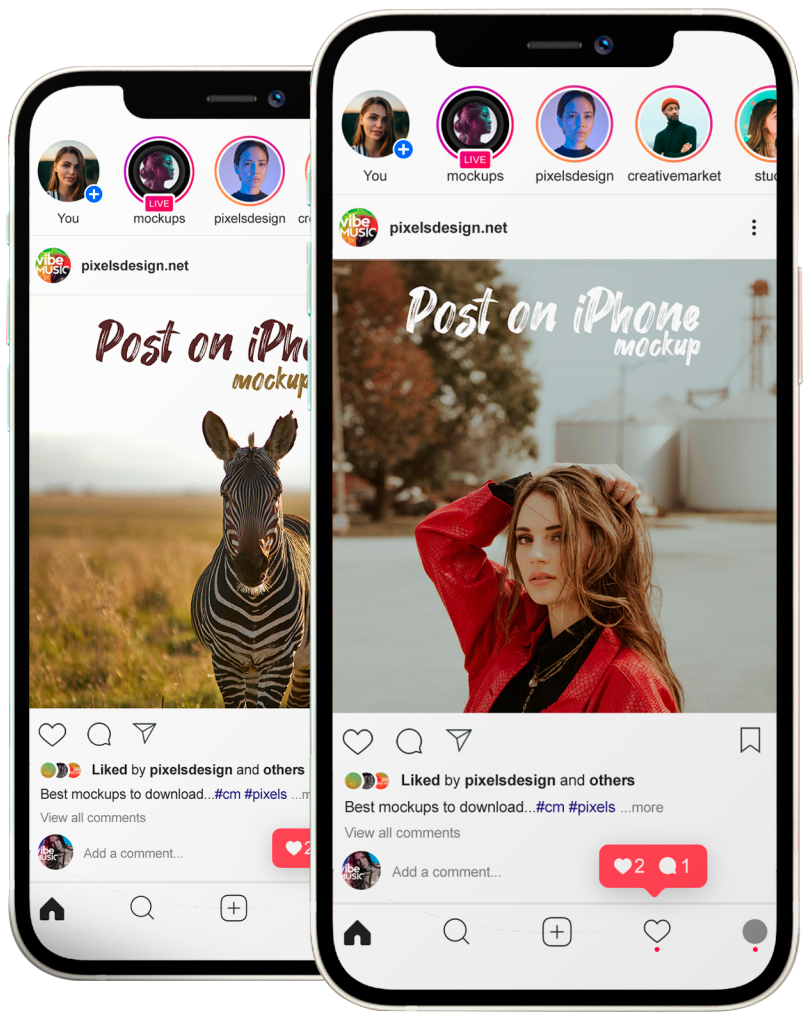 You
LIVE
mockups
pixelsdesign
cr
vibe
MUSIC
pixelsdesign.net
Post on iPh
mockup
Liked by pixelsdesign and others
Best mockups to download...#cm #pixels ...m
View all comments
vibe
MUSIC
Add a comment...
2
You
LIVE
mockups
pixelsdesign
creativemarket
stud
vibe
MUSIC
pixelsdesign.net
Post on iPhone
mockup
Liked by pixelsdesign and others
Best mockups to download...#cm #pixels ...more
View all comments
vibe
MUSIC
Add a comment...
2 1